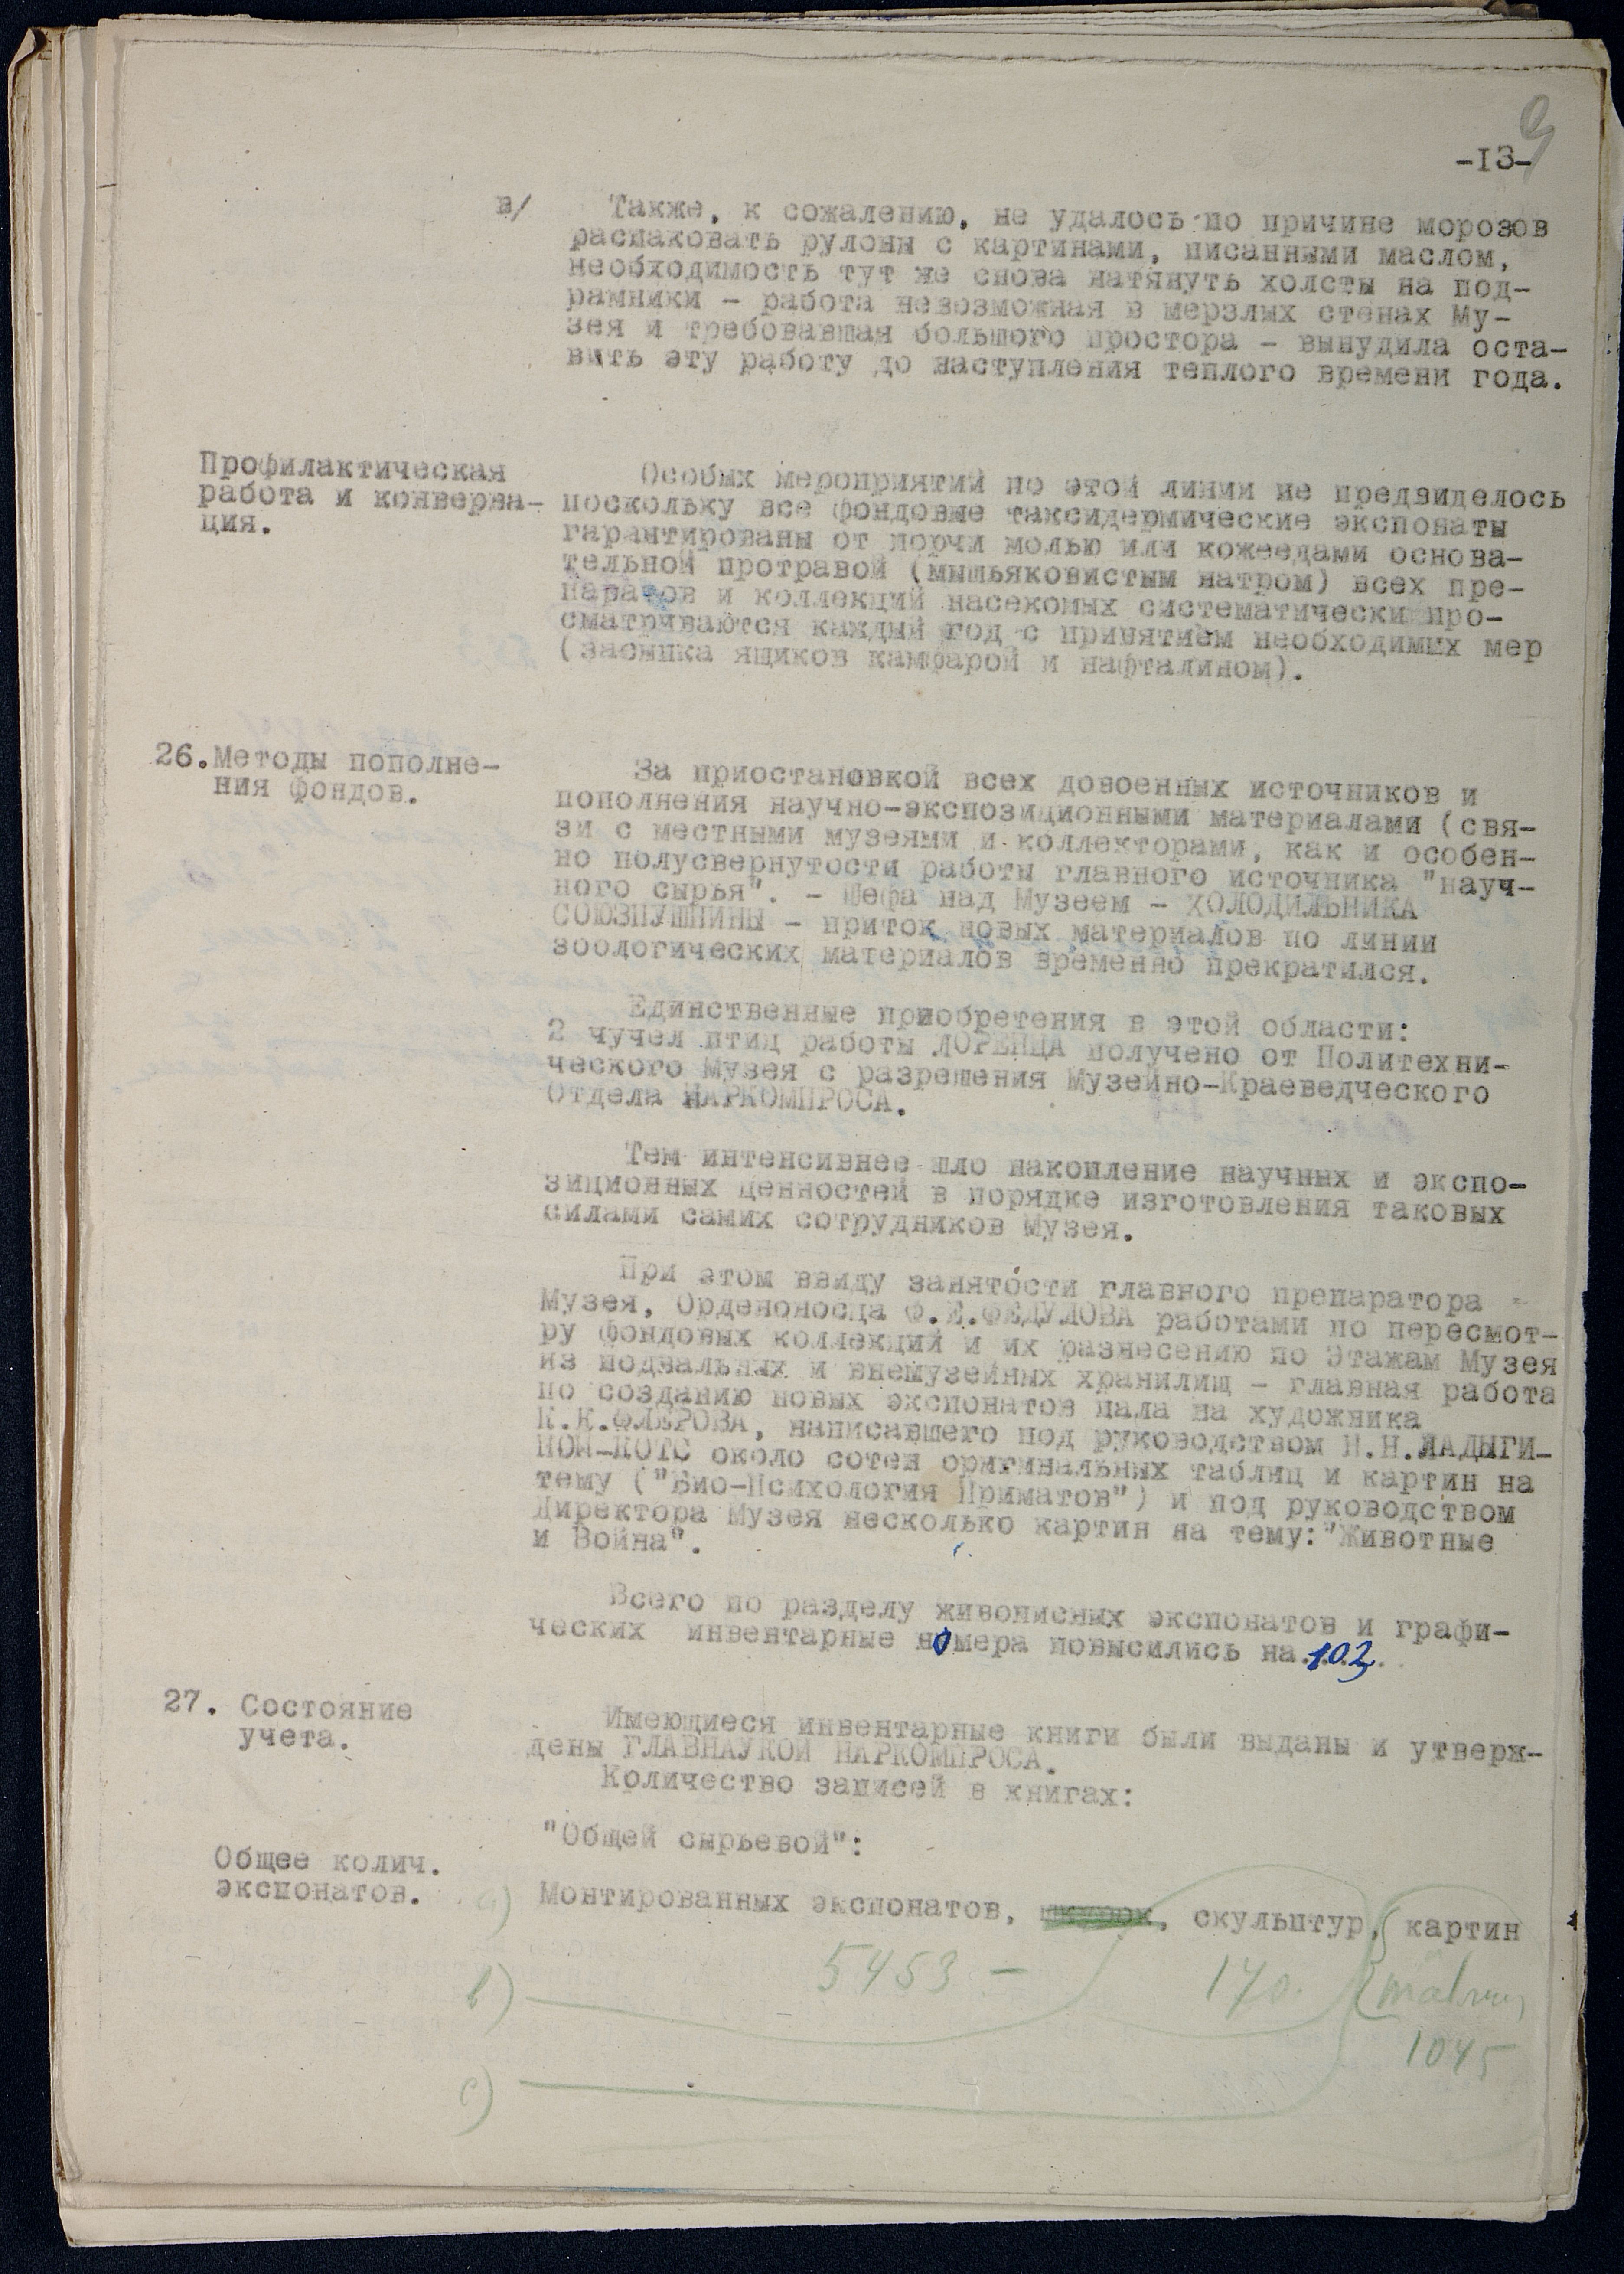 9
-I3-
в/ Также, к сожалению, не удалось по причине морозов
распаковать рулоны с картинами, писанными маслом,
необходимость тут же снова натянуть холсты на под-
рамники - работа невозможная в мерзлых стенах Му-
зея и требовавшая большого простора - вынудила оста-
вить эту работу до наступления теплого времени года.
Профилактическая
работа и конверва-
ция.
Особых мероприятий по этой линии не предвиделось
поскольку все фондовые таксидермические экспонаты
гарантированы от порчи молью или кожеедами основа-
тельной протравой (мышьяковистым натром) всех пре-
паратов и коллекций насекомых систематически про-
сматриваются каждый год с принятием необходимых мер
(засыпка ящиков камфарой и нафталином).
26. Методы пополне-
ния фондов.
За приостановкой всех довоенных источников и
пополнения научно-экспозиционными материалами (свя-
зи с местными музеями и коллекторами, как и особен-
но полусвернутости работы главного источника "науч-
ного сырья". - Шефа над Музеем - ХОЛОДИЛЬНИКА
СОЮЗПУШНИНЫ - приток новых материалов по линии
зоологических материалов временно прекратился.
Единственные приобретения в этой области:
2 чучел птиц работы ЛОРЕНЦА получено от Политехни-
ческого Музея с разрешения Музейно-Краеведческого
Отдела НАРКОМПРОСА.
Тем интенсивнее шло накопление научных и экспо-
зиционных ценностей в порядке изготовления таковых
силами самих сотрудников Музея.
При этом ввиду занятости главного препаратора
Музея, Орденоносца Ф.Е.ФЕДУЛОВА работами по пересмот-
ру фондовых коллекций и их разнесению по Этажам Музея
из подвальных и внемузейных хранилищ - главная работа
по созданию новых экспонатов пала на художника
К.К.ФЛЕРОВА, написавшего под руководством Н.Н.ЛАДЫГИ-
НОЙ-КОТС около сотен оригинальных таблиц и картин на
тему ("Био-Психология Приматов") и под руководством
Директора Музея несколько картин на тему:"Животные
и Война".
Всего по разделу живописных экспонатов и графи-
ческих инвентарные номера повысились на 102
27. Состояние
учета.
Имеющиеся инвентарные книги были выданы и утверж-
дены ГЛАВНАУКОЙ НАРКОМПРОСА.
Количество записей в книгах:
"Общей сырьевой":
Общее колич.
экспонатов.
а) Монтированных экспонатов, скульптур, картин
5453 - 140.
b)
1045
c)